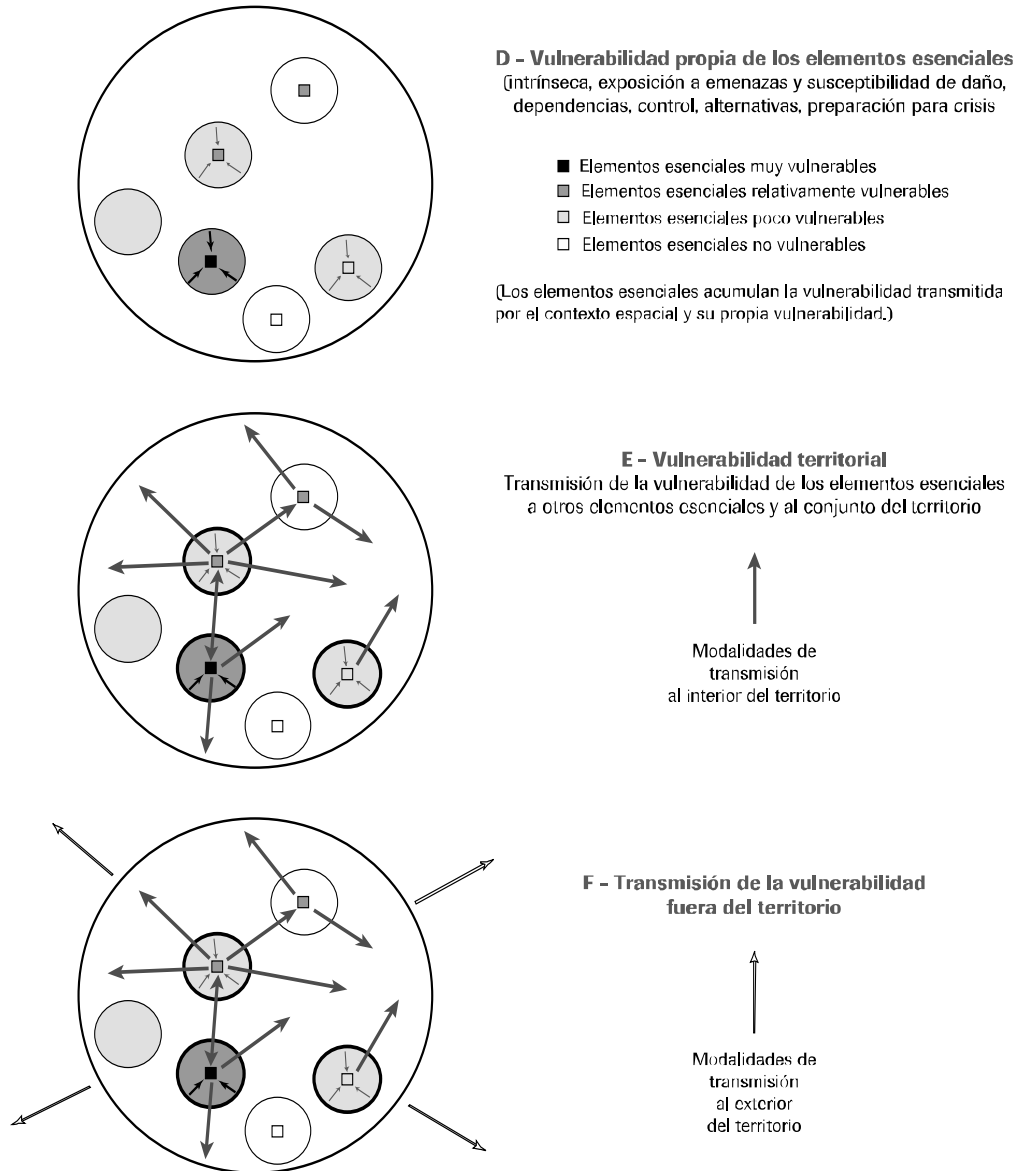 D – Vulnerabilidad propia de los elementos esenciales
(intrínseca, exposición a emenazas y susceptibilidad de daño,
dependencias, control, alternativas, preparación para crisis
Elementos esenciales muy vulnerables
Elementos esenciales relativamente vulnerables
Elementos esenciales poco vulnerables
Elementos esenciales no vulnerables
(Los elementos esenciales acumulan la vulnerabilidad transmitida
por el contexto espacial y su propia vulnerabilidad.)
E – Vulnerabilidad territorial
Transmisión de la vulnerabilidad de los elementos esenciales
a otros elementos esenciales y al conjunto del territorio
Modalidades de
transmisión
al interior del territorio
F – Transmisión de la vulnerabilidad
fuera del territorio
Modalidades de
transmisión
al exterior
del territorio